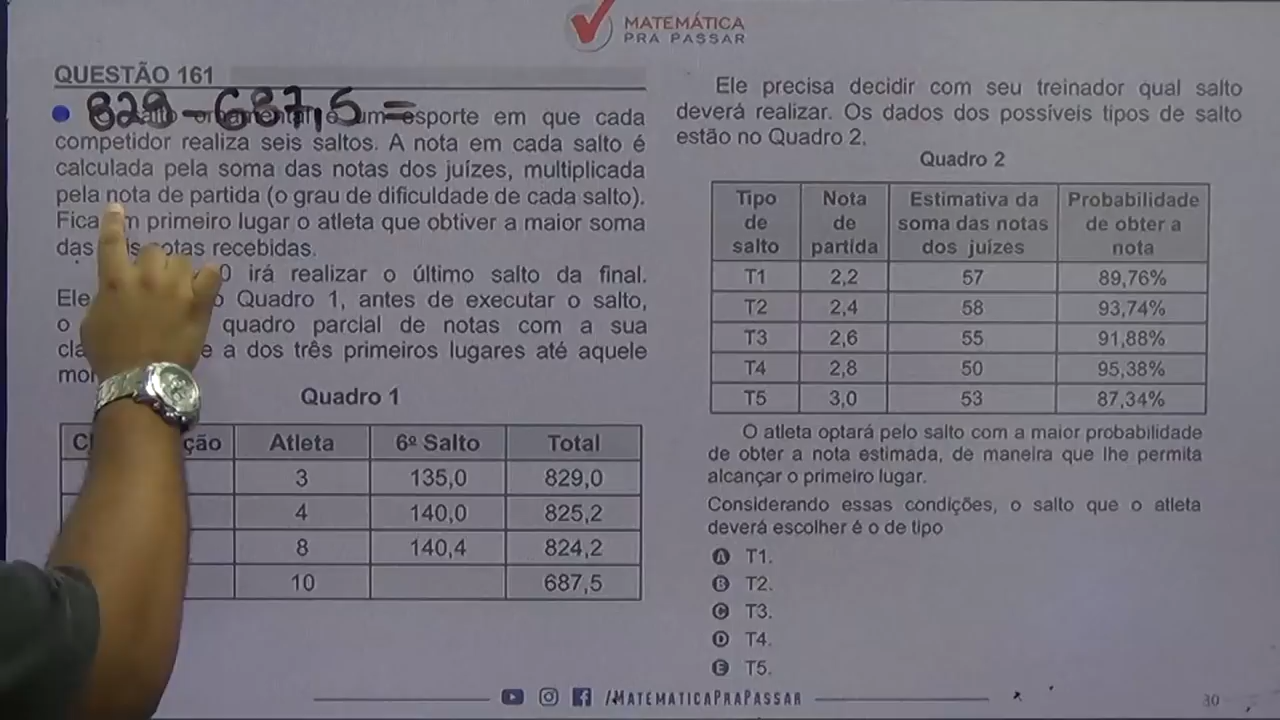 MATEMÁTICA
PRA PASSAR
QUESTÃO 161
829 - 687,5 =
esporte em que cada
competidor realiza seis saltos. A nota em cada salto é
calculada pela soma das notas dos juízes, multiplicada
pela nota de partida (o grau de dificuldade de cada salto).
Fica primeiro lugar o atleta que obtiver a maior soma
das notas recebidas.
irá realizar o último salto da final.
Ele Quadro 1, antes de executar o salto,
o quadro parcial de notas com a sua
e a dos três primeiros lugares até aquele
Quadro 1
Atleta 6º Salto Total
3 135,0 829,0
4 140,0 825,2
8 140,4 824,2
10 687,5
Ele precisa decidir com seu treinador qual salto
deverá realizar. Os dados dos possíveis tipos de salto
estão no Quadro 2.
Quadro 2
Tipo de salto Nota de partida Estimativa da soma das notas dos juízes Probabilidade de obter a nota
T1 2,2 57 89,76%
T2 2,4 58 93,74%
T3 2,6 55 91,88%
T4 2,8 50 95,38%
T5 3,0 53 87,34%
O atleta optará pelo salto com a maior probabilidade
de obter a nota estimada, de maneira que lhe permita
alcançar o primeiro lugar.
Considerando essas condições, o salto que o atleta
deverá escolher é o de tipo
A T1.
B T2.
C T3.
D T4.
E T5.
/MATEMATICAPRAPASSAR
30